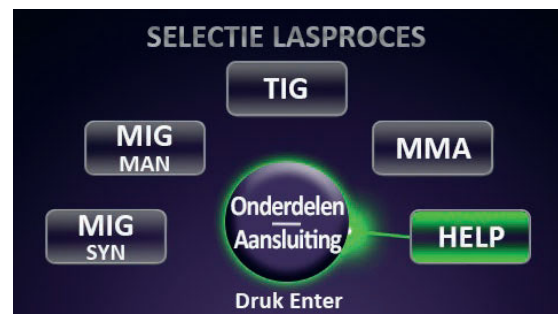 SELECTIE LASPROCES
TIG
MIG
MAN
MMA
MIG
SYN
Onderdelen
Aansluiting
HELP
Druk Enter